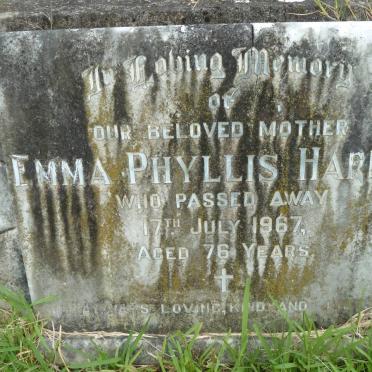 In Loving Memory
of
OUR BELOVED MOTHER
EMMA PHYLLIS
WHO PASSED AWAY
17TH JULY 1967,
AGED 76 YEARS.
LOVING, KIND AND